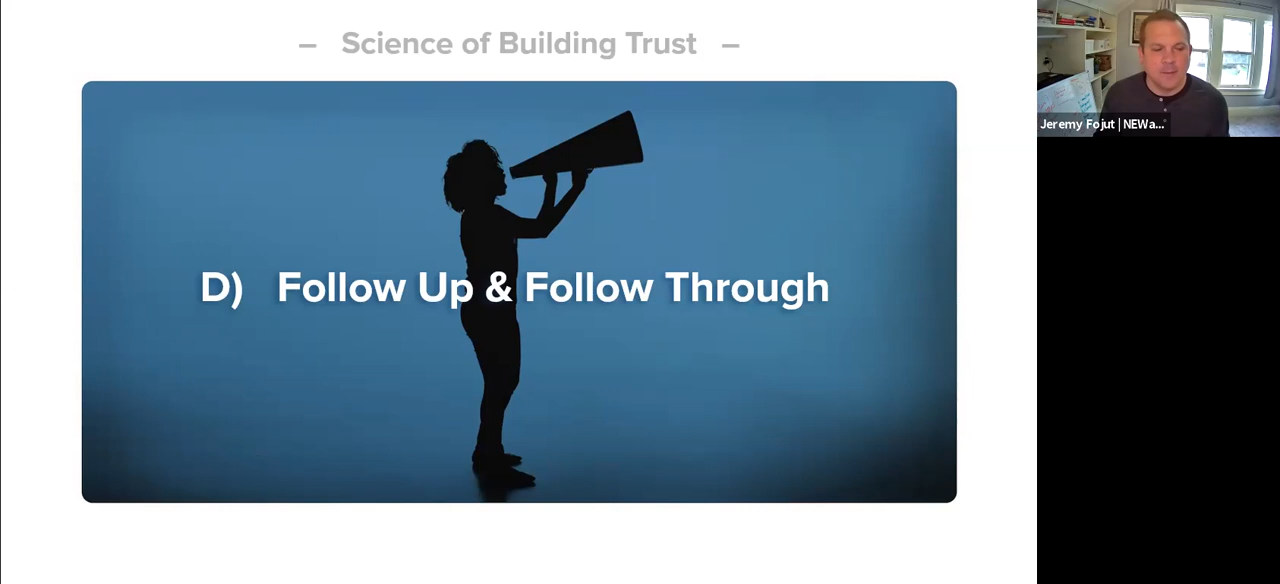 – Science of Building Trust –
D) Follow Up & Follow Through
Jeremy Fojut | NEWa...